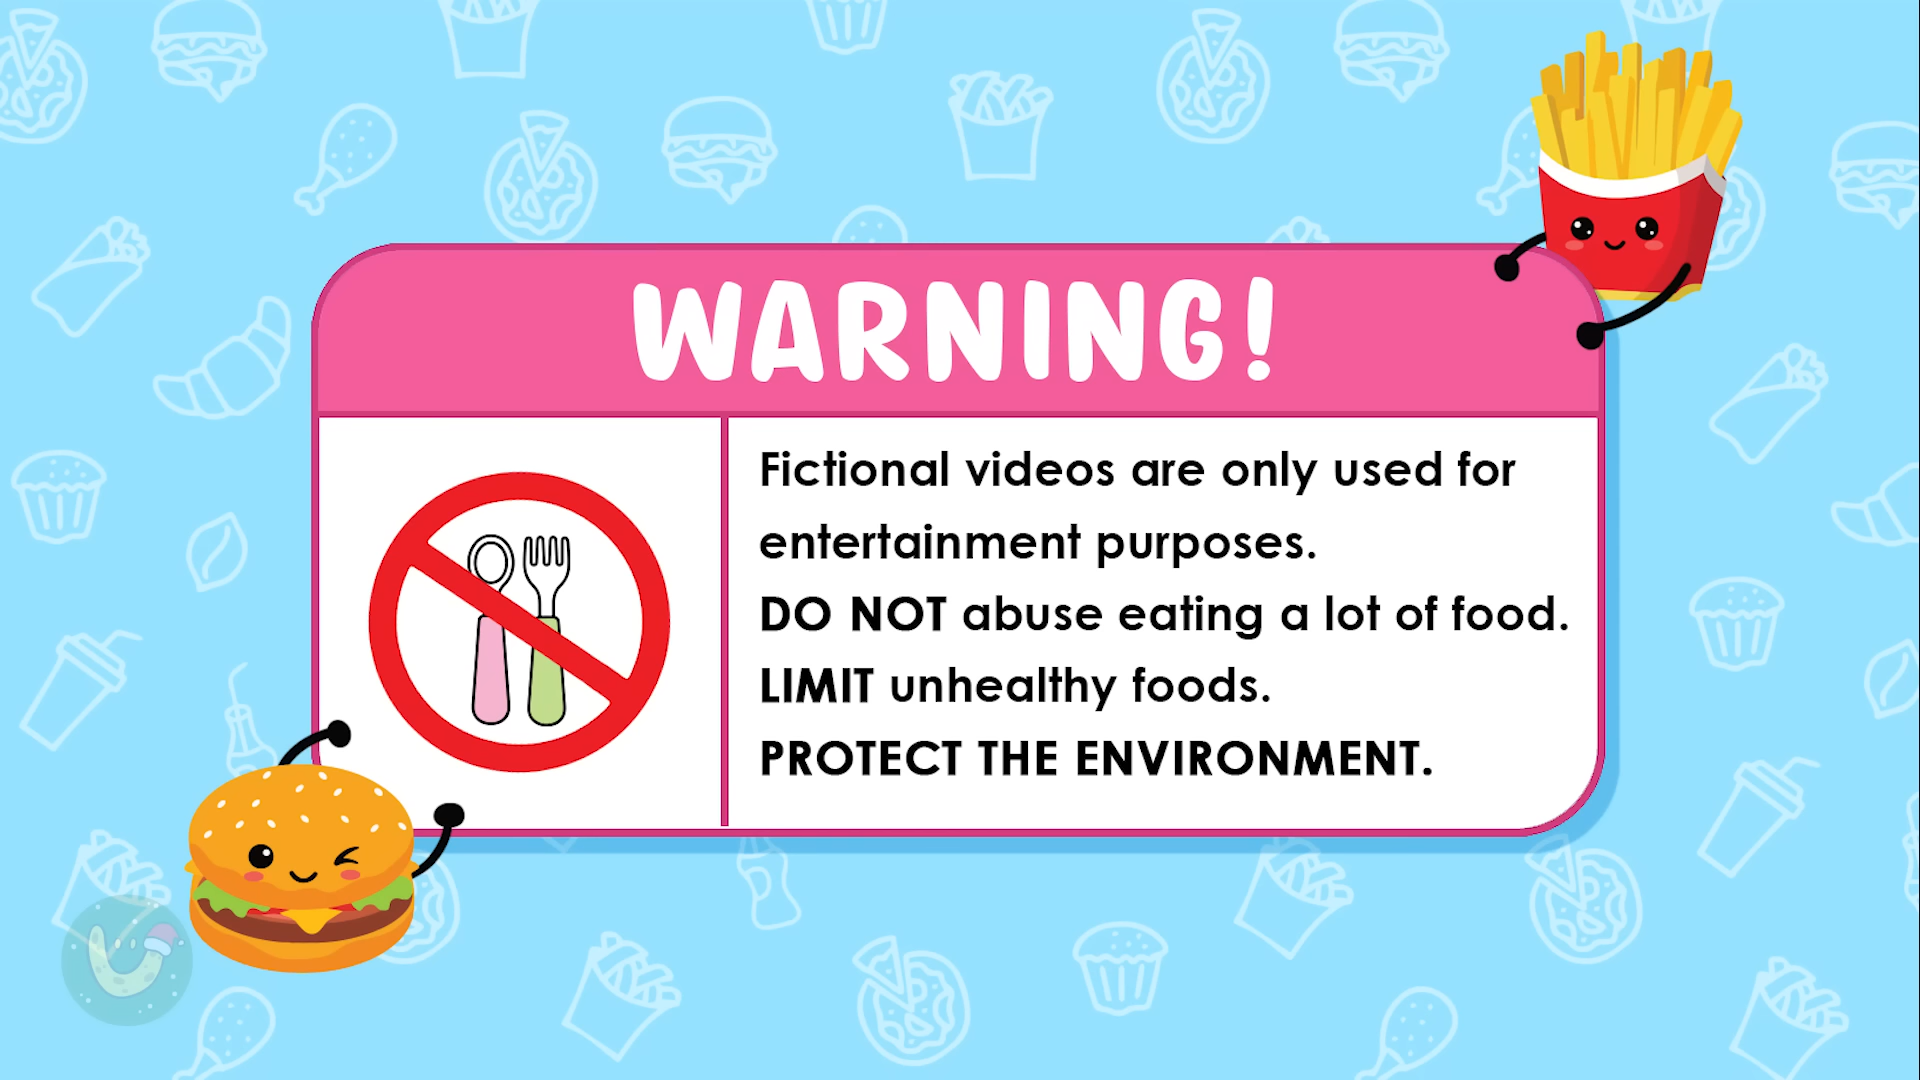 WARNING!
Fictional videos are only used for
entertainment purposes.
DO NOT abuse eating a lot of food.
LIMIT unhealthy foods.
PROTECT THE ENVIRONMENT.